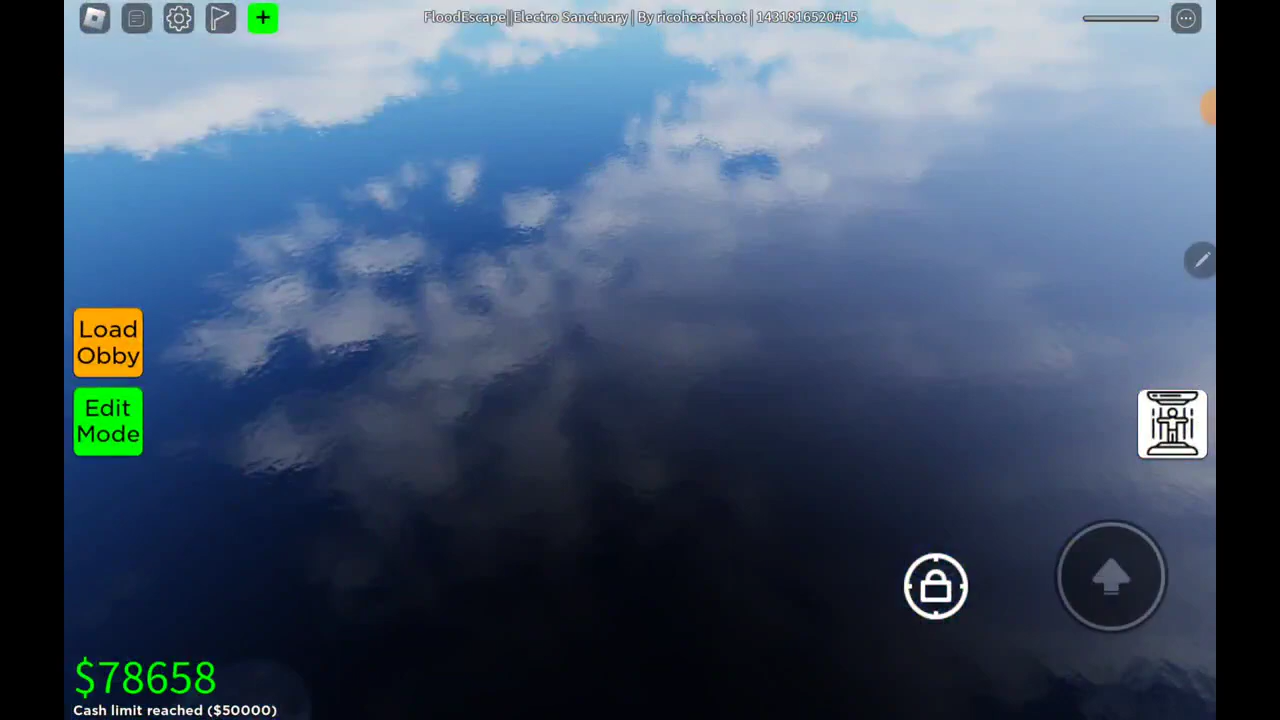 FloodEscape||Electro Sanctuary | By ricoheatshoot | 1431816520#15
Load
Obby
Edit
Mode
$78658
Cash limit reached ($50000)